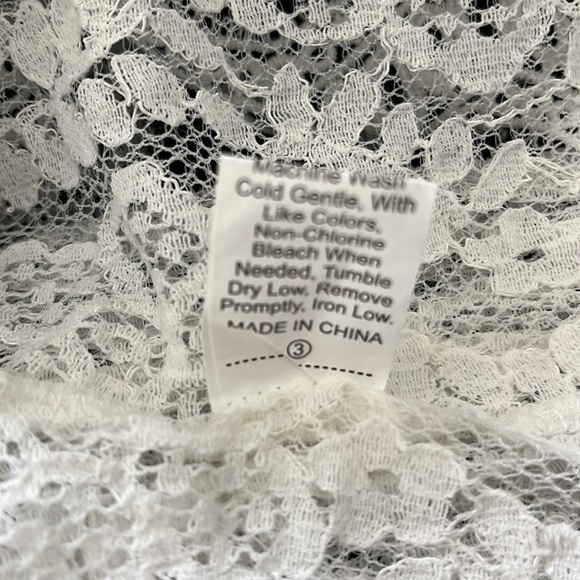 Machine Wash
Cold Gentle, With
Like Colors,
Non-Chlorine
Bleach When
Needed, Tumble
Dry Low. Remove
Promptly. Iron Low.
MADE IN CHINA
3